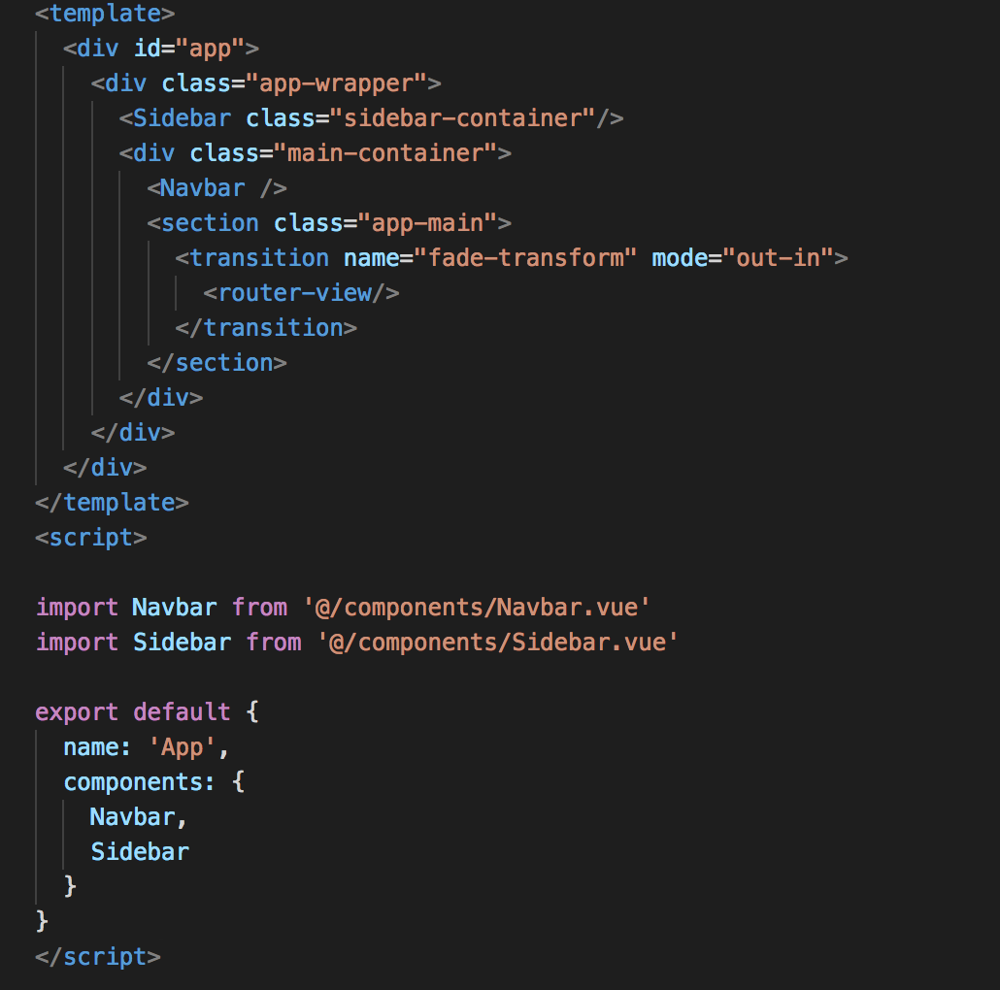 <template>
<div id="app">
<div class="app-wrapper">
<Sidebar class="sidebar-container"/>
<div class="main-container">
<Navbar />
<section class="app-main">
<transition name="fade-transform" mode="out-in">
<router-view/>
</transition>
</section>
</div>
</div>
</div>
</template>
<script>
import Navbar from '@/components/Navbar.vue'
import Sidebar from '@/components/Sidebar.vue'
export default {
name: 'App',
components: {
Navbar,
Sidebar
}
}
</script>